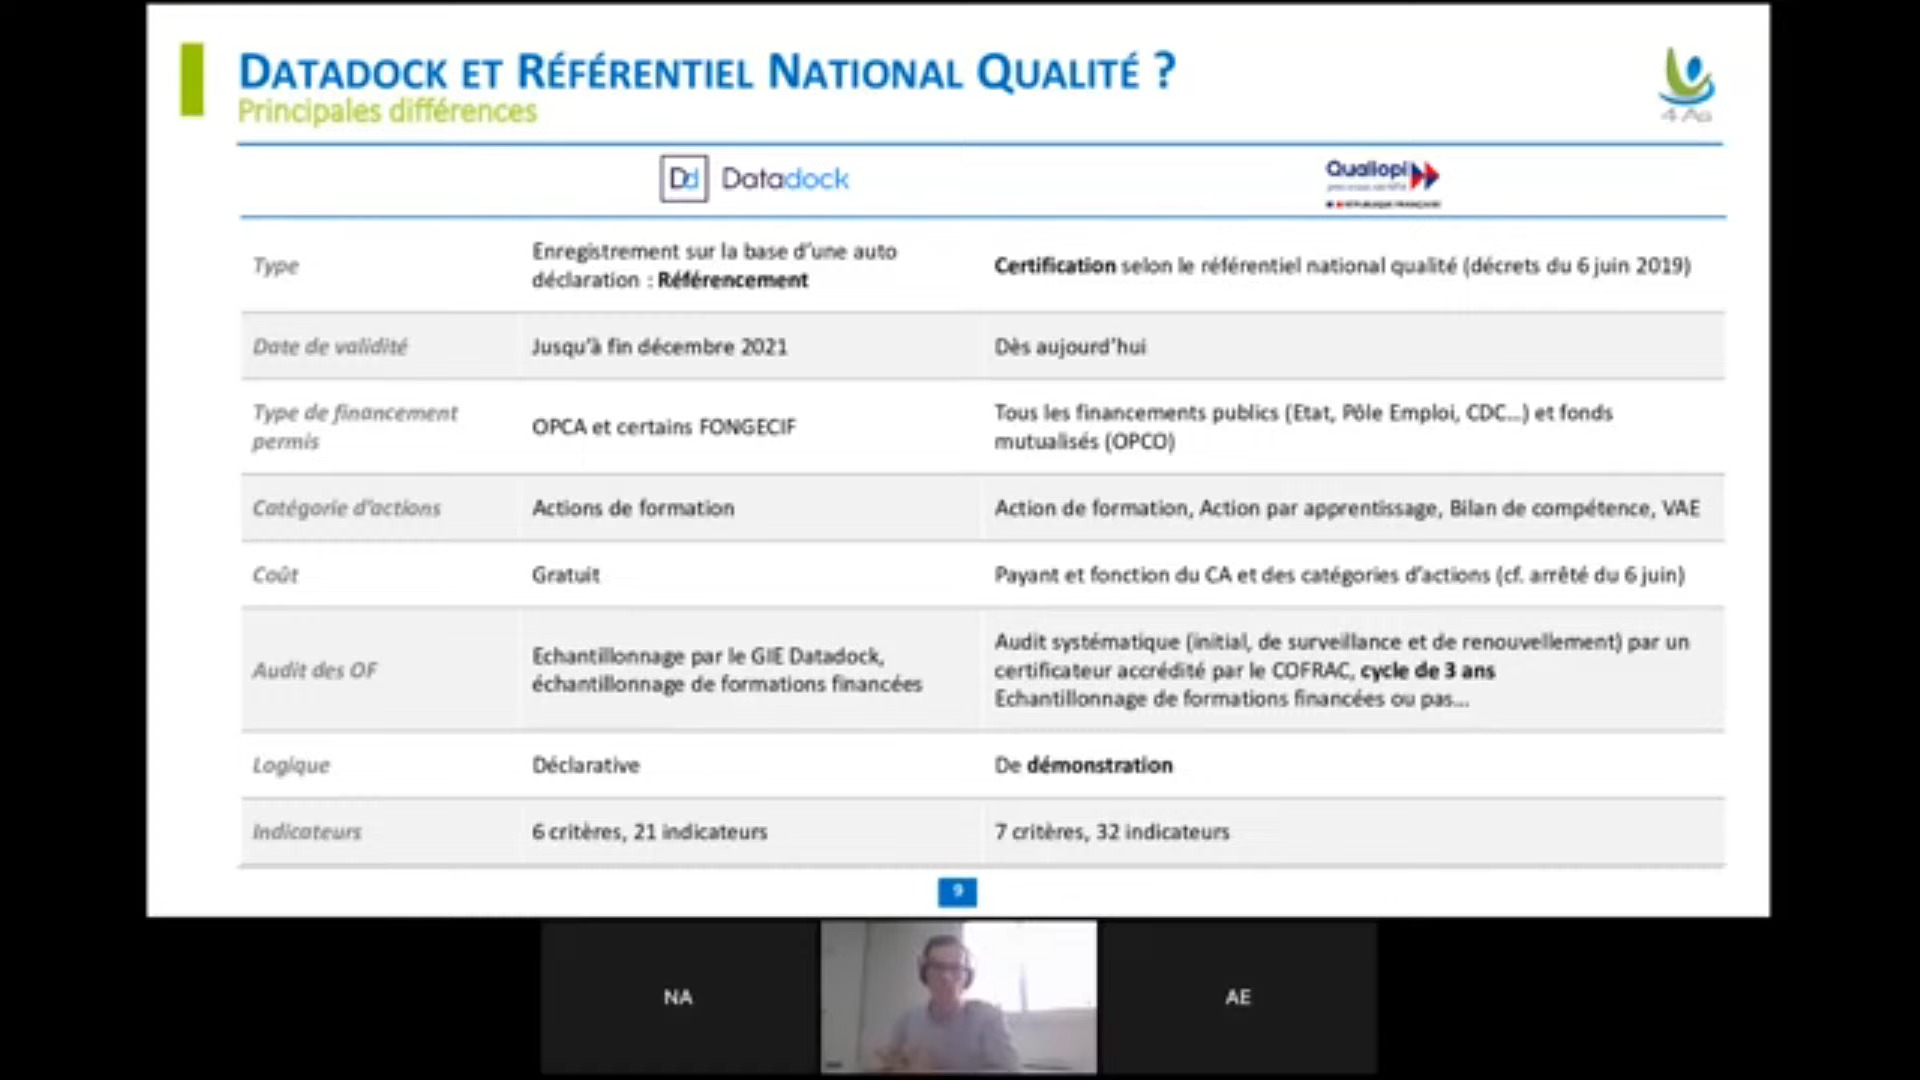 DATADOCK ET RÉFÉRENTIEL NATIONAL QUALITÉ ?
Principales différences
4 As
Dd Datadock
Qualiopi
RÉPUBLIQUE FRANÇAISE
Type
Enregistrement sur la base d'une auto
déclaration : Référencement
Certification selon le référentiel national qualité (décrets du 6 juin 2019)
Date de validité
Jusqu'à fin décembre 2021
Dès aujourd'hui
Type de financement
permis
OPCA et certains FONGECIF
Tous les financements publics (Etat, Pôle Emploi, CDC...) et fonds
mutualisés (OPCO)
Catégorie d'actions
Actions de formation
Action de formation, Action par apprentissage, Bilan de compétence, VAE
Coût
Gratuit
Payant et fonction du CA et des catégories d'actions (cf. arrêté du 6 juin)
Audit des OF
Echantillonnage par le GIE Datadock,
échantillonnage de formations financées
Audit systématique (initial, de surveillance et de renouvellement) par un
certificateur accrédité par le COFRAC, cycle de 3 ans
Echantillonnage de formations financées ou pas...
Logique
Déclarative
De démonstration
Indicateurs
6 critères, 21 indicateurs
7 critères, 32 indicateurs
9
NA
AE